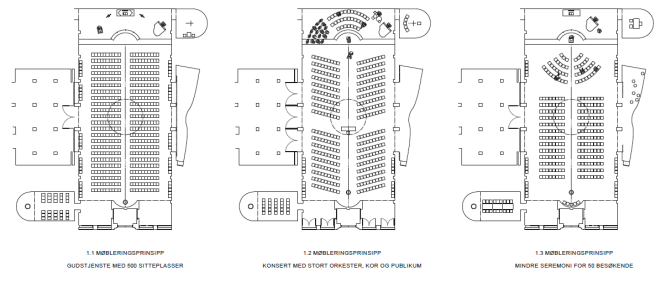 1.1 MØBLERINGSPRINSIPP
GUDSTJENSTE MED 500 SITTEPLASSER
1.2 MØBLERINGSPRINSIPP
KONSERT MED STORT ORKESTER, KOR OG PUBLIKUM
1.3 MØBLERINGSPRINSIPP
MINDRE SEREMONI FOR 50 BESØKENDE